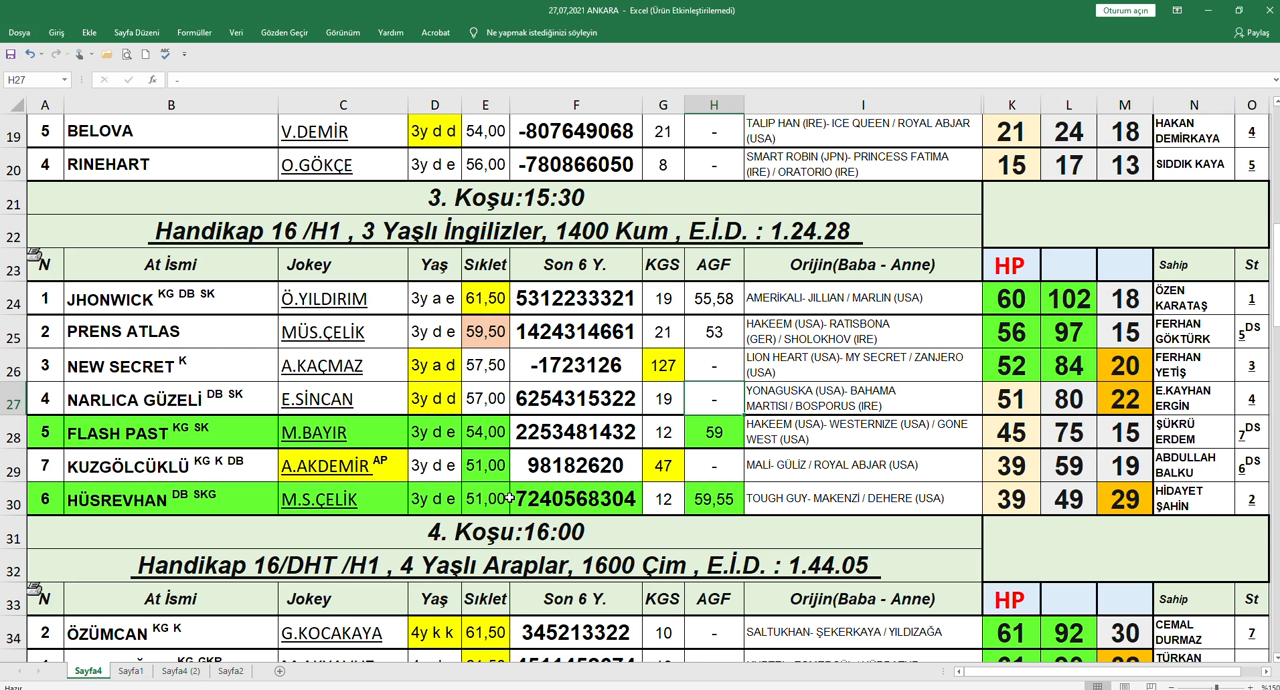 27,07,2021 ANKARA - Excel (Ürün Etkinleştirilemedi)
Oturum açın
Dosya Giriş Ekle Sayfa Düzeni Formüller Veri Gözden Geçir Görünüm Yardım Acrobat Ne yapmak istediğinizi söyleyin Paylaş
H27 fx -
A B C D E F G H I K L M N O
19 5 BELOVA V.DEMİR 3y d d 54,00 -807649068 21 - TALIP HAN (IRE)- ICE QUEEN / ROYAL ABJAR (USA) 21 24 18 HAKAN DEMİRKAYA 4
20 4 RINEHART O.GÖKÇE 3y d e 56,00 -780866050 8 - SMART ROBIN (JPN)- PRINCESS FATIMA (IRE) / ORATORIO (IRE) 15 17 13 SIDDIK KAYA 5
21 3. Koşu:15:30
22 Handikap 16 /H1 , 3 Yaşlı İngilizler, 1400 Kum , E.İ.D. : 1.24.28
23 N At İsmi Jokey Yaş Sıklet Son 6 Y. KGS AGF Orijin(Baba - Anne) HP Sahip St
24 1 JHONWICK KG DB SK Ö.YILDIRIM 3y a e 61,50 5312233321 19 55,58 AMERİKALI- JILLIAN / MARLIN (USA) 60 102 18 ÖZEN KARATAŞ 1
25 2 PRENS ATLAS MÜS.ÇELİK 3y d e 59,50 1424314661 21 53 HAKEEM (USA)- RATISBONA (GER) / SHOLOKHOV (IRE) 56 97 15 FERHAN GÖKTÜRK 5DS
26 3 NEW SECRET K A.KAÇMAZ 3y a d 57,50 -1723126 127 - LION HEART (USA)- MY SECRET / ZANJERO (USA) 52 84 20 FERHAN YETİŞ 3
27 4 NARLICA GÜZELİ DB SK E.SİNCAN 3y d d 57,00 6254315322 19 - YONAGUSKA (USA)- BAHAMA MARTISI / BOSPORUS (IRE) 51 80 22 E.KAYHAN ERGİN 4
28 5 FLASH PAST KG SK M.BAYIR 3y d e 54,00 2253481432 12 59 HAKEEM (USA)- WESTERNIZE (USA) / GONE WEST (USA) 45 75 15 ŞÜKRÜ ERDEM 7DS
29 7 KUZGÖLCÜKLÜ KG K DB A.AKDEMİR AP 3y d e 51,00 98182620 47 - MALİ- GÜLİZ / ROYAL ABJAR (USA) 39 59 19 ABDULLAH BALKU 6DS
30 6 HÜSREVHAN DB SKG M.S.ÇELİK 3y d e 51,00 7240568304 12 59,55 TOUGH GUY- MAKENZI / DEHERE (USA) 39 49 29 HİDAYET ŞAHİN 2
31 4. Koşu:16:00
32 Handikap 16/DHT /H1 , 4 Yaşlı Araplar, 1600 Çim , E.İ.D. : 1.44.05
33 N At İsmi Jokey Yaş Sıklet Son 6 Y. KGS AGF Orijin(Baba - Anne) HP Sahip St
34 2 ÖZÜMCAN KG K G.KOCAKAYA 4y k k 61,50 345213322 10 - SALTUKHAN- ŞEKERKAYA / YILDIZAĞA 61 92 30 CEMAL DURMAZ 7
KG GKR TÜRKAN
Sayfa4 Sayfa1 Sayfa4 (2) Sayfa2
Hazır %150